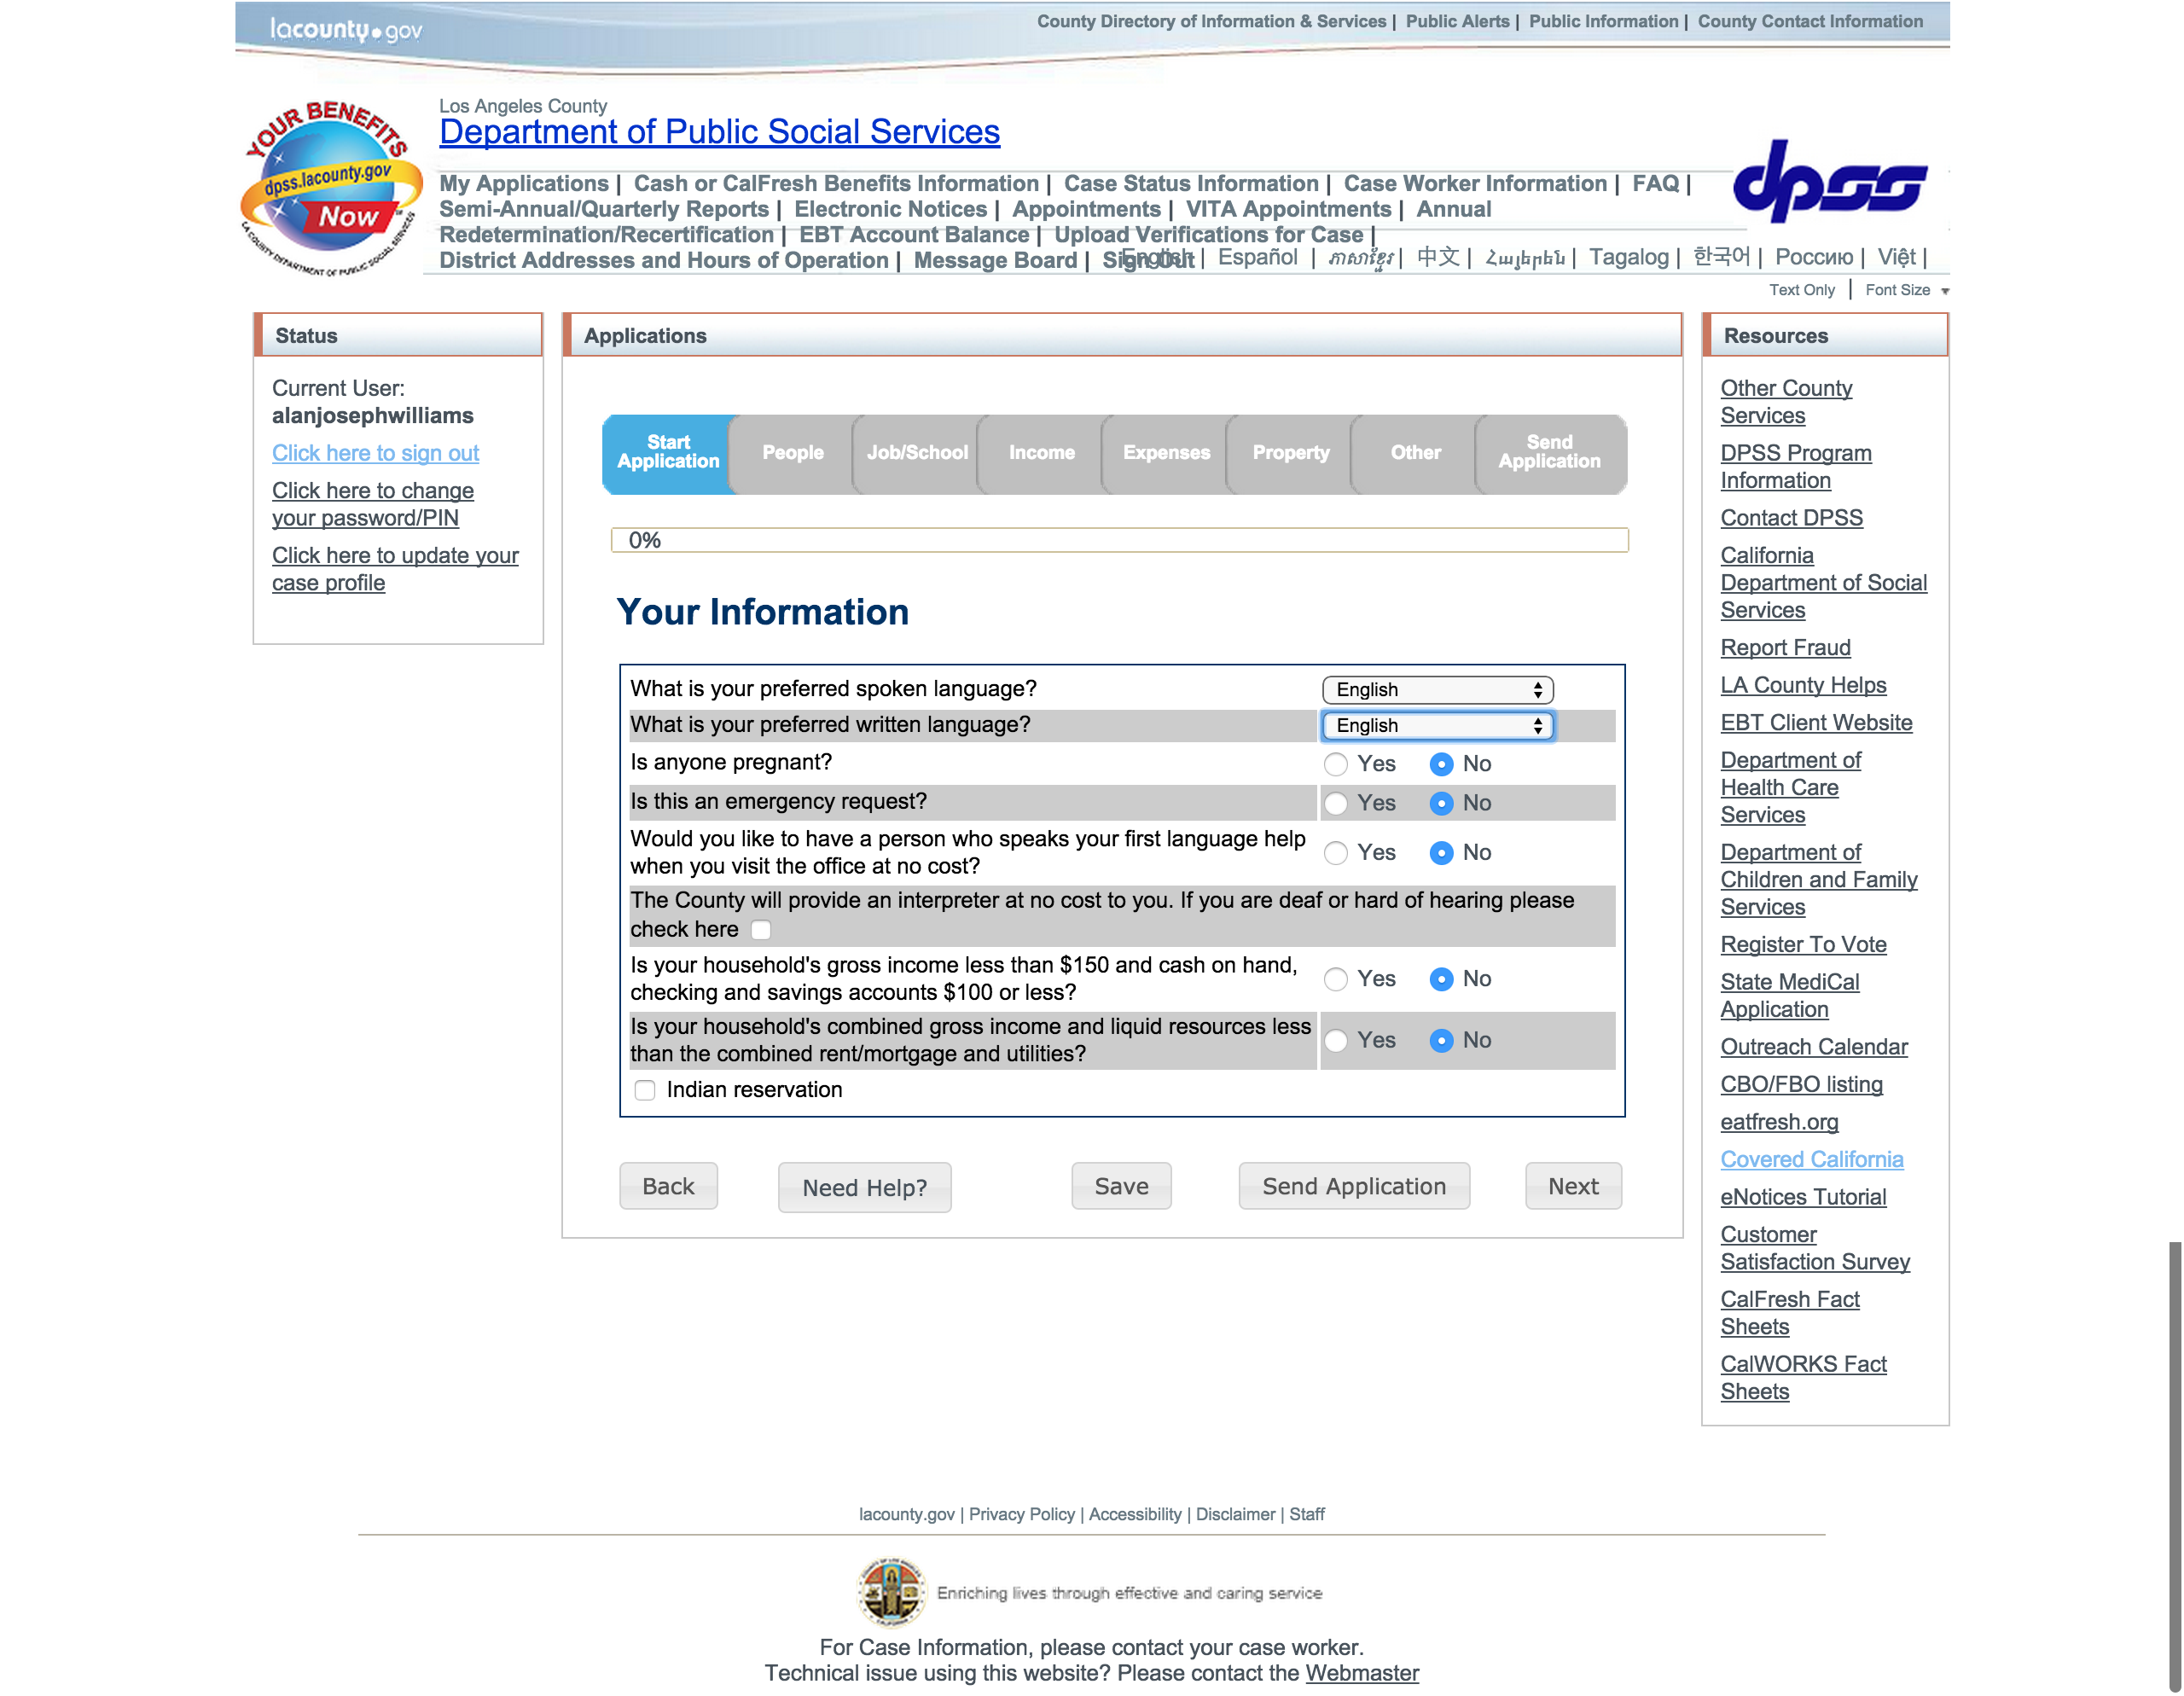 lacounty.gov
County Directory of Information & Services | Public Alerts | Public Information | County Contact Information
YOUR BENEFITS
dpss.lacounty.gov
Now
LA COUNTY DEPARTMENT OF PUBLIC SOCIAL SERVICES
Los Angeles County
Department of Public Social Services
dpss
My Applications | Cash or CalFresh Benefits Information | Case Status Information | Case Worker Information | FAQ |
Semi-Annual/Quarterly Reports | Electronic Notices | Appointments | VITA Appointments | Annual
Redetermination/Recertification | EBT Account Balance | Upload Verifications for Case |
District Addresses and Hours of Operation | Message Board | Sign Out
English | Español | ភាសាខ្មែរ | 中文 | Հայերեն | Tagalog | 한국어 | Россию | Việt |
Text Only | Font Size
Status
Current User:
alanjosephwilliams
Click here to sign out
Click here to change
your password/PIN
Click here to update your
case profile
Applications
Start
Application
People
Job/School
Income
Expenses
Property
Other
Send
Application
0%
Your Information
What is your preferred spoken language? English
What is your preferred written language? English
Is anyone pregnant? Yes No
Is this an emergency request? Yes No
Would you like to have a person who speaks your first language help
when you visit the office at no cost? Yes No
The County will provide an interpreter at no cost to you. If you are deaf or hard of hearing please
check here
Is your household's gross income less than $150 and cash on hand,
checking and savings accounts $100 or less? Yes No
Is your household's combined gross income and liquid resources less
than the combined rent/mortgage and utilities? Yes No
Indian reservation
Back Need Help? Save Send Application Next
Resources
Other County
Services
DPSS Program
Information
Contact DPSS
California
Department of Social
Services
Report Fraud
LA County Helps
EBT Client Website
Department of
Health Care
Services
Department of
Children and Family
Services
Register To Vote
State MediCal
Application
Outreach Calendar
CBO/FBO listing
eatfresh.org
Covered California
eNotices Tutorial
Customer
Satisfaction Survey
CalFresh Fact
Sheets
CalWORKS Fact
Sheets
lacounty.gov | Privacy Policy | Accessibility | Disclaimer | Staff
Enriching lives through effective and caring service
For Case Information, please contact your case worker.
Technical issue using this website? Please contact the Webmaster